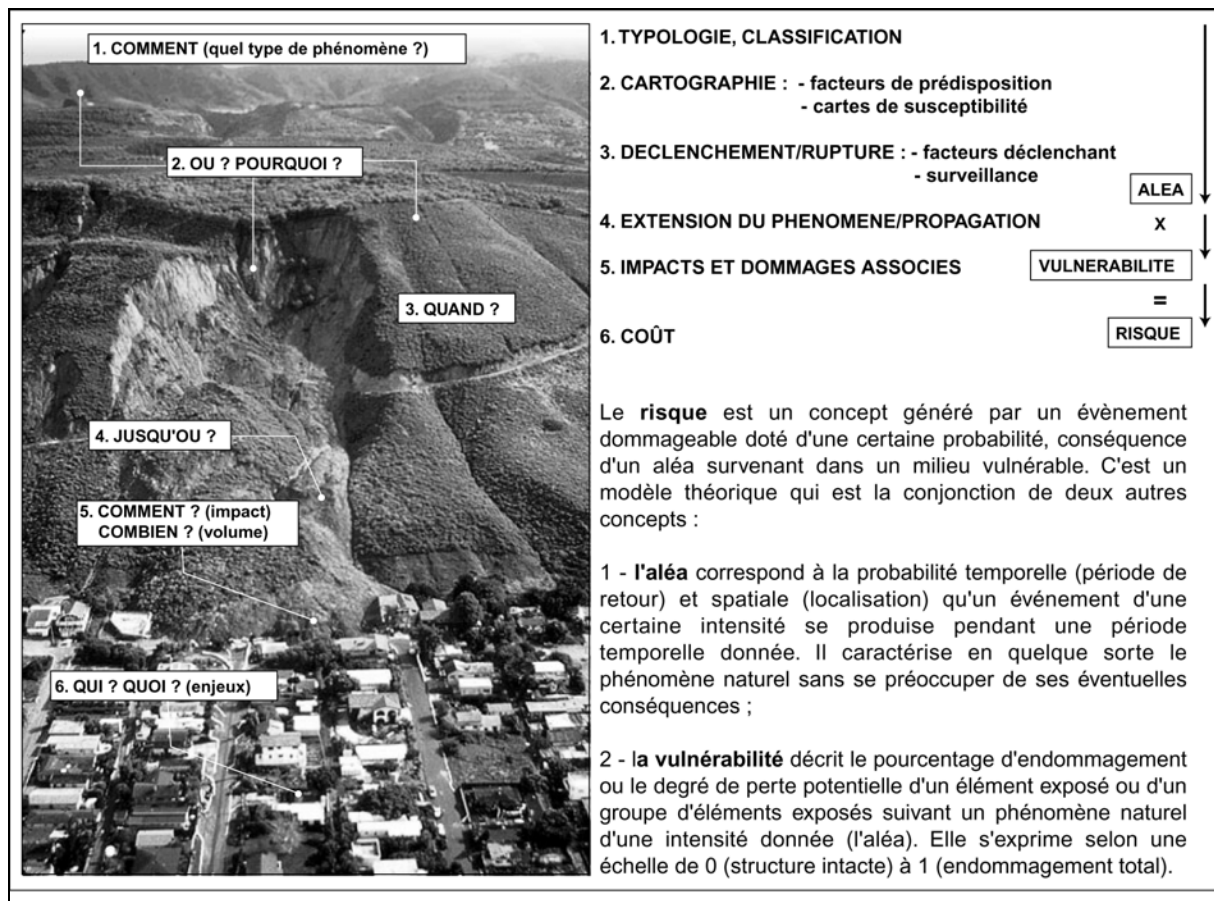 1. COMMENT (quel type de phénomène ?)
2. OU ? POURQUOI ?
3. QUAND ?
4. JUSQU'OU ?
5. COMMENT ? (impact)
COMBIEN ? (volume)
6. QUI ? QUOI ? (enjeux)
1. TYPOLOGIE, CLASSIFICATION
2. CARTOGRAPHIE : - facteurs de prédisposition
- cartes de susceptibilité
3. DECLENCHEMENT/RUPTURE : - facteurs déclenchant
- surveillance
ALEA
4. EXTENSION DU PHENOMENE/PROPAGATION
X
5. IMPACTS ET DOMMAGES ASSOCIES
VULNERABILITE
=
6. COÛT
RISQUE
Le risque est un concept généré par un évènement
dommageable doté d'une certaine probabilité, conséquence
d'un aléa survenant dans un milieu vulnérable. C'est un
modèle théorique qui est la conjonction de deux autres
concepts :
1 - l'aléa correspond à la probabilité temporelle (période de
retour) et spatiale (localisation) qu'un événement d'une
certaine intensité se produise pendant une période
temporelle donnée. Il caractérise en quelque sorte le
phénomène naturel sans se préoccuper de ses éventuelles
conséquences ;
2 - la vulnérabilité décrit le pourcentage d'endommagement
ou le degré de perte potentielle d'un élément exposé ou d'un
groupe d'éléments exposés suivant un phénomène naturel
d'une intensité donnée (l'aléa). Elle s'exprime selon une
échelle de 0 (structure intacte) à 1 (endommagement total).